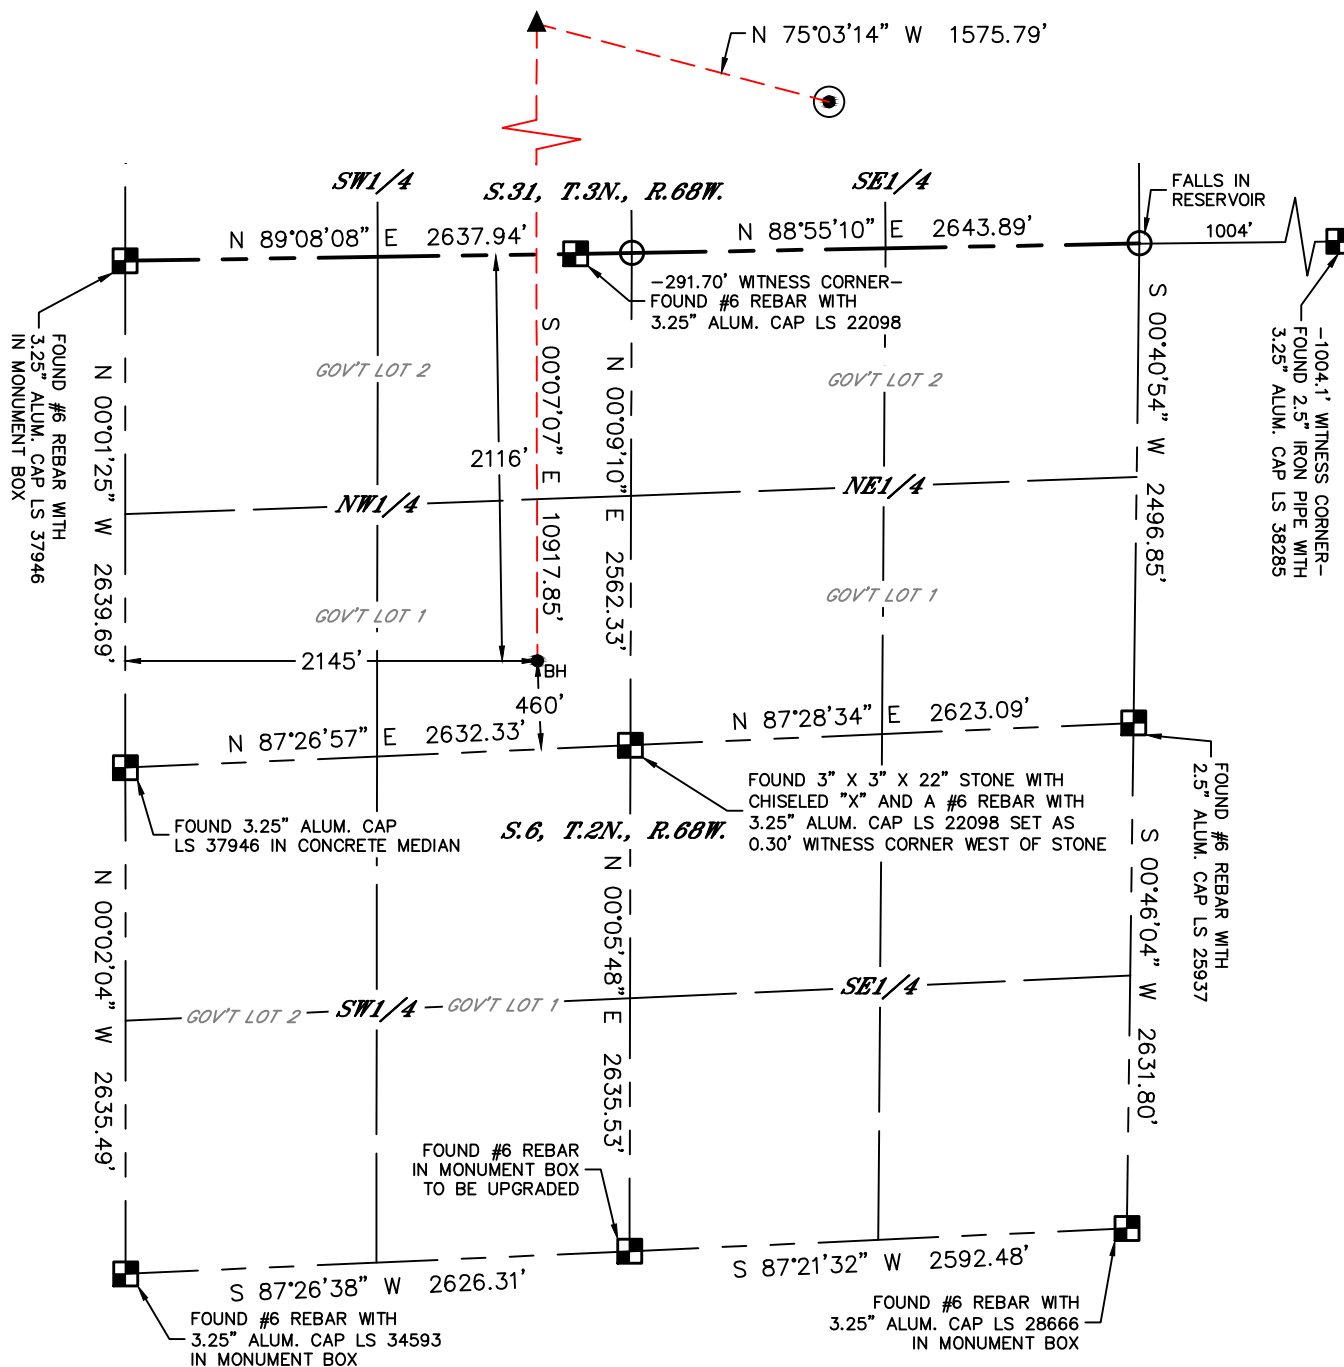 N 75°03'14" W 1575.79'
SW1/4
S.31, T.3N., R.68W.
SE1/4
FALLS IN
RESERVOIR
N 89°08'08" E 2637.94'
N 88°55'10" E 2643.89'
1004'
-291.70' WITNESS CORNER-
FOUND #6 REBAR WITH
3.25" ALUM. CAP LS 22098
-1004.1' WITNESS CORNER-
FOUND 2.5" IRON PIPE WITH
3.25" ALUM. CAP LS 38285
FOUND #6 REBAR WITH
3.25" ALUM. CAP LS 37946
IN MONUMENT BOX
N 00°01'25" W 2639.69'
GOV'T LOT 2
S 00°07'07" E 10917.85'
N 00°09'10" E 2562.33'
GOV'T LOT 2
S 00°40'54" W 2496.85'
2116'
NW1/4
NE1/4
GOV'T LOT 1
GOV'T LOT 1
2145'
BH
460'
N 87°26'57" E 2632.33'
N 87°28'34" E 2623.09'
FOUND 3.25" ALUM. CAP
LS 37946 IN CONCRETE MEDIAN
S.6, T.2N., R.68W.
FOUND 3" X 3" X 22" STONE WITH
CHISELED "X" AND A #6 REBAR WITH
3.25" ALUM. CAP LS 22098 SET AS
0.30' WITNESS CORNER WEST OF STONE
FOUND #6 REBAR WITH
2.5" ALUM. CAP LS 25937
N 00°02'04" W 2635.49'
N 00°05'48" E 2635.53'
S 00°46'04" W 2631.80'
GOV'T LOT 2
SW1/4
GOV'T LOT 1
SE1/4
FOUND #6 REBAR
IN MONUMENT BOX
TO BE UPGRADED
S 87°26'38" W 2626.31'
S 87°21'32" W 2592.48'
FOUND #6 REBAR WITH
3.25" ALUM. CAP LS 34593
IN MONUMENT BOX
FOUND #6 REBAR WITH
3.25" ALUM. CAP LS 28666
IN MONUMENT BOX